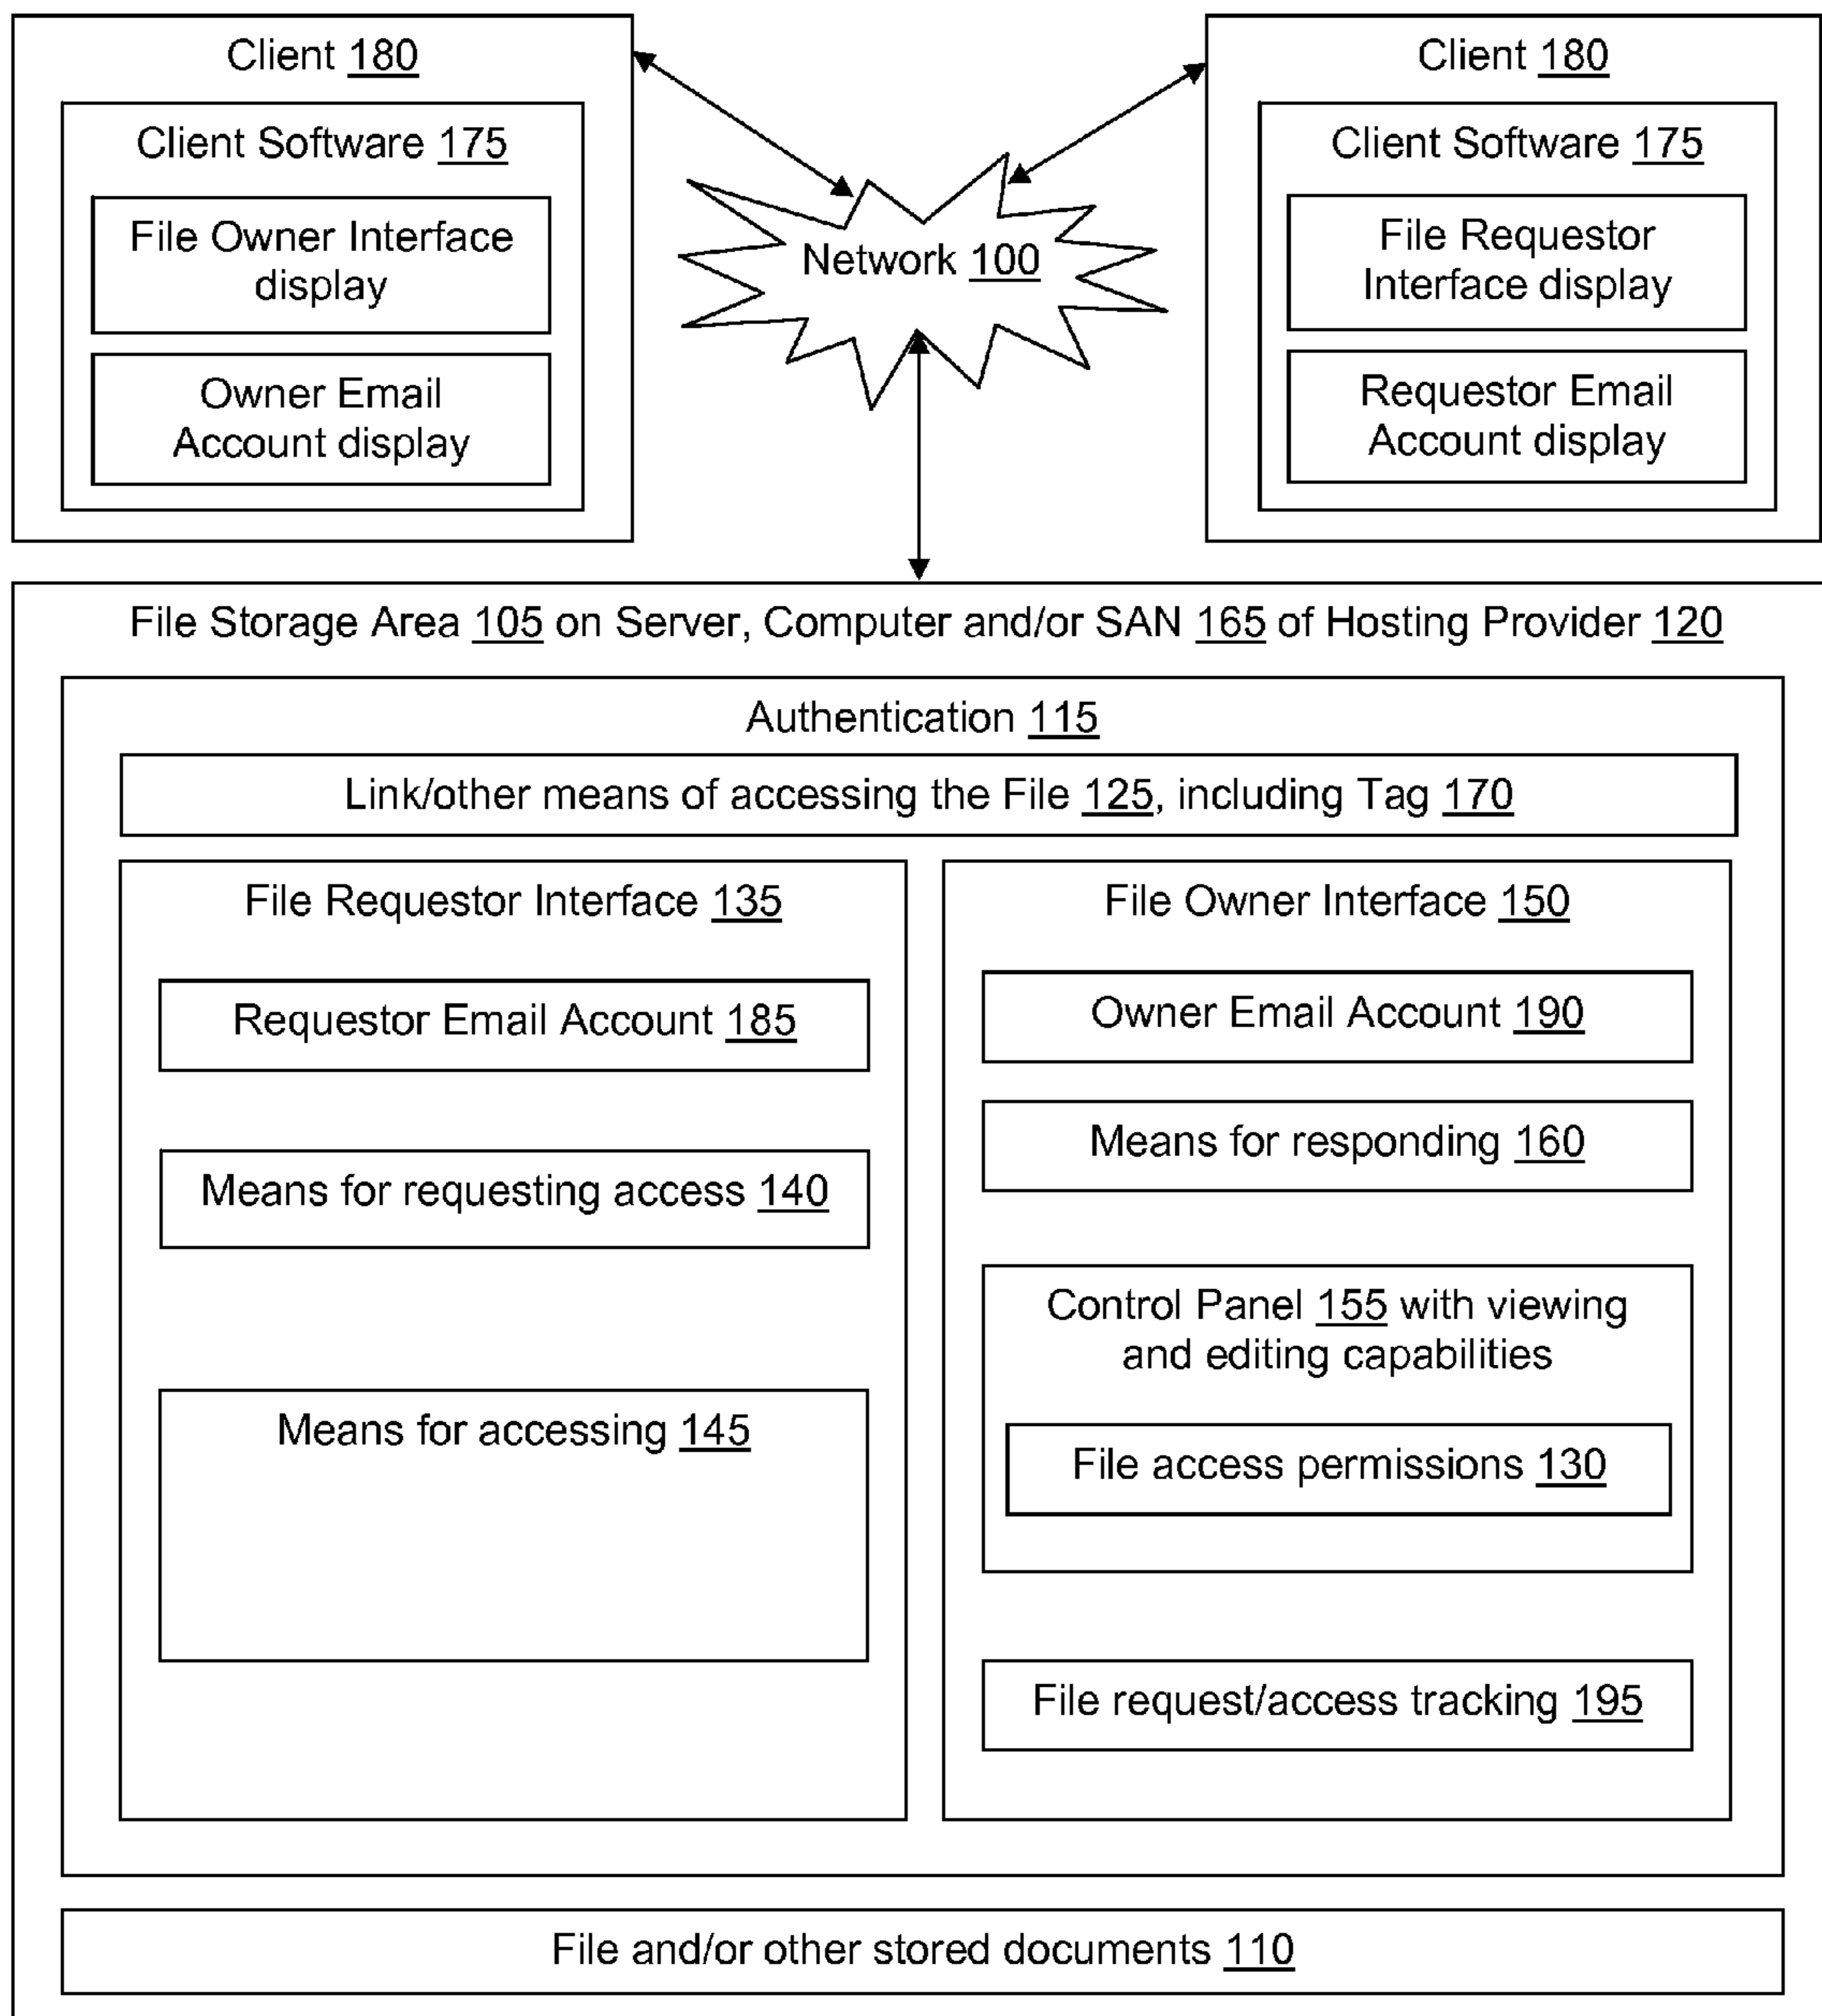 Client 180
Client Software 175
File Owner Interface
display
Owner Email
Account display
Network 100
Client 180
Client Software 175
File Requestor
Interface display
Requestor Email
Account display
File Storage Area 105 on Server, Computer and/or SAN 165 of Hosting Provider 120
Authentication 115
Link/other means of accessing the File 125, including Tag 170
File Requestor Interface 135
Requestor Email Account 185
Means for requesting access 140
Means for accessing 145
File Owner Interface 150
Owner Email Account 190
Means for responding 160
Control Panel 155 with viewing
and editing capabilities
File access permissions 130
File request/access tracking 195
File and/or other stored documents 110